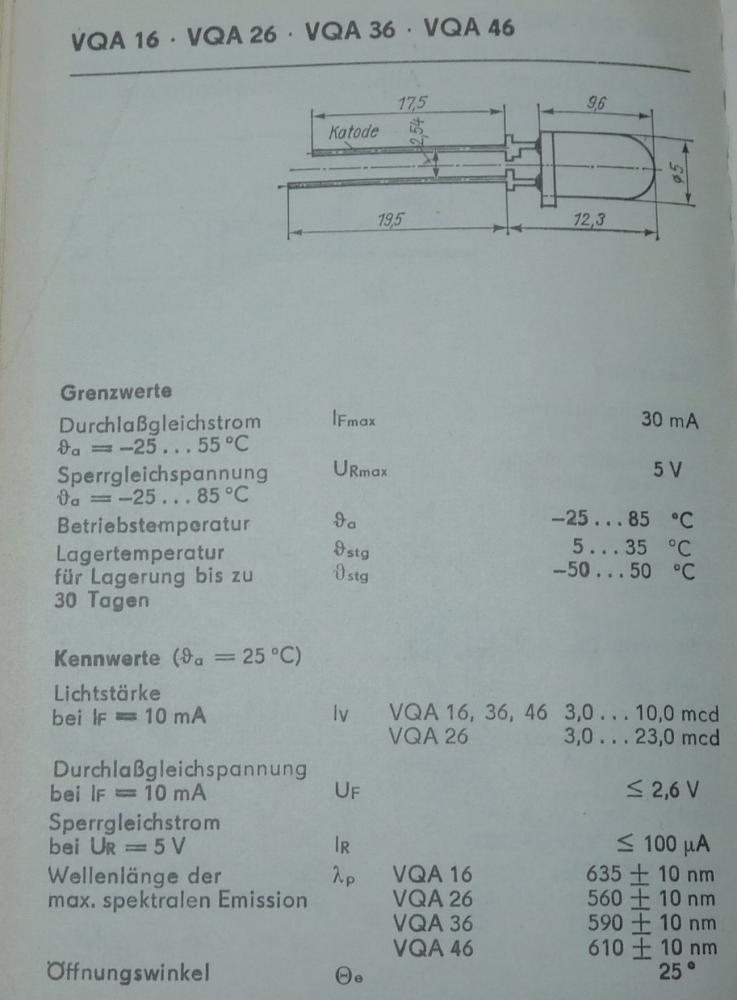 VQA 16 · VQA 26 · VQA 36 · VQA 46
17,5
9,6
Katode
2,54
ø5
19,5
12,3
Grenzwerte
Durchlaßgleichstrom IFmax 30 mA
ϑa = −25 ... 55 °C
Sperrgleichspannung URmax 5 V
ϑa = −25 ... 85 °C
Betriebstemperatur ϑa −25 ... 85 °C
Lagertemperatur ϑstg 5 ... 35 °C
für Lagerung bis zu ϑstg −50 ... 50 °C
30 Tagen
Kennwerte (ϑa = 25 °C)
Lichtstärke
bei IF = 10 mA IV VQA 16, 36, 46 3,0 ... 10,0 mcd
VQA 26 3,0 ... 23,0 mcd
Durchlaßgleichspannung
bei IF = 10 mA UF ≤ 2,6 V
Sperrgleichstrom
bei UR = 5 V IR ≤ 100 μA
Wellenlänge der λp VQA 16 635 ± 10 nm
max. spektralen Emission VQA 26 560 ± 10 nm
VQA 36 590 ± 10 nm
VQA 46 610 ± 10 nm
Öffnungswinkel Θe 25°